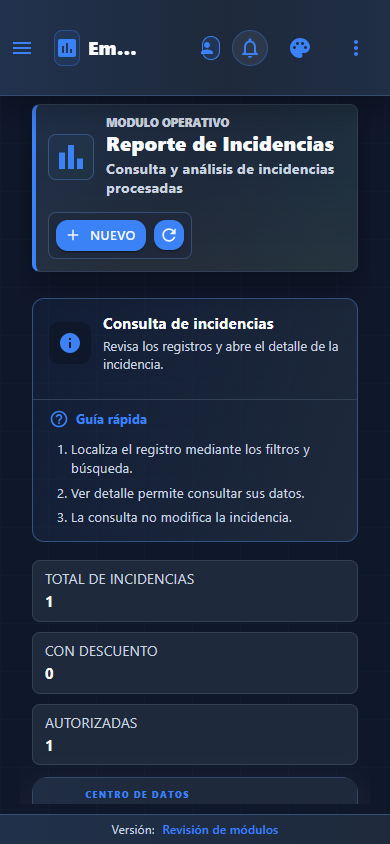 Em...
MODULO OPERATIVO
Reporte de Incidencias
Consulta y análisis de incidencias
procesadas
NUEVO
Consulta de incidencias
Revisa los registros y abre el detalle de la
incidencia.
Guía rápida
1. Localiza el registro mediante los filtros y
búsqueda.
2. Ver detalle permite consultar sus datos.
3. La consulta no modifica la incidencia.
TOTAL DE INCIDENCIAS
1
CON DESCUENTO
0
AUTORIZADAS
1
CENTRO DE DATOS
Versión: Revisión de módulos